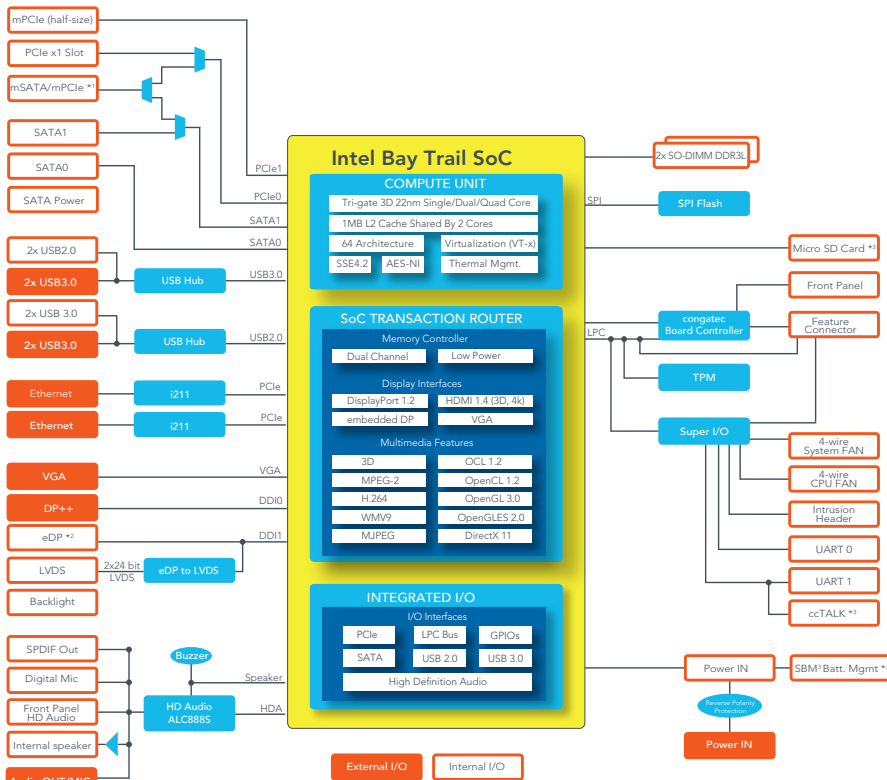 mPCIe (half-size)
PCIe x1 Slot
mSATA/mPCIe *¹
SATA1
SATA0
SATA Power
2x USB2.0
2x USB3.0
2x USB 3.0
2x USB3.0
Ethernet
Ethernet
VGA
DP++
eDP *²
LVDS
Backlight
SPDIF Out
Digital Mic
Front Panel
HD Audio
Internal speaker
Audio OUT/MIC
USB Hub
USB Hub
i211
i211
2x24 bit
LVDS
eDP to LVDS
Buzzer
HD Audio
ALC888S
PCIe1
PCIe0
SATA1
SATA0
USB3.0
USB2.0
PCIe
PCIe
VGA
DDI0
DDI1
Speaker
HDA
Intel Bay Trail SoC
COMPUTE UNIT
Tri-gate 3D 22nm Single/Dual/Quad Core
1MB L2 Cache Shared By 2 Cores
64 Architecture
Virtualization (VT-x)
SSE4.2
AES-NI
Thermal Mgmt.
SoC TRANSACTION ROUTER
Memory Controller
Dual Channel
Low Power
Display Interfaces
DisplayPort 1.2
HDMI 1.4 (3D, 4k)
embedded DP
VGA
Multimedia Features
3D
OCL 1.2
MPEG-2
OpenCL 1.2
H.264
OpenGL 3.0
WMV9
OpenGLES 2.0
MJPEG
DirectX 11
INTEGRATED I/O
I/O Interfaces
PCIe
LPC Bus
GPIOs
SATA
USB 2.0
USB 3.0
High Definition Audio
SPI
LPC
2x SO-DIMM DDR3L
SPI Flash
Micro SD Card *³
Front Panel
congatec
Board Controller
Feature
Connector
TPM
Super I/O
4-wire
System FAN
4-wire
CPU FAN
Intrusion
Header
UART 0
UART 1
ccTALK *³
Power IN
SBM³ Batt. Mgmt
Reverse Polarity
Protection
Power IN
External I/O
Internal I/O